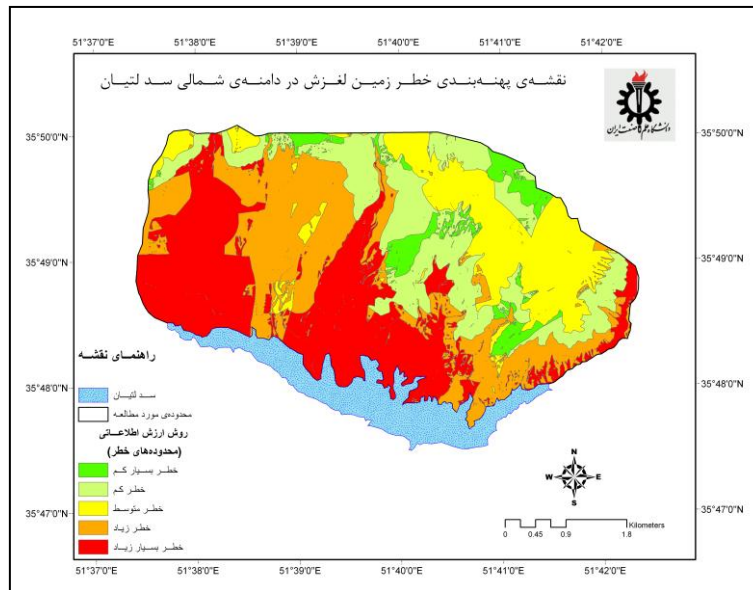 51°37'0"E 51°38'0"E 51°39'0"E 51°40'0"E 51°41'0"E 51°42'0"E
نقشه‌ی پهنه‌بندی خطر زمین لغزش در دامنه‌ی شمالی سد لتیان
دانشگاه علم و صنعت ایران
35°50'0"N 35°50'0"N
35°49'0"N 35°49'0"N
35°48'0"N 35°48'0"N
35°47'0"N 35°47'0"N
راهنمای نقشه
سد لتیان
محدوده‌ی مورد مطالعه
روش ارزش اطلاعاتی
(محدوده‌های خطر)
خطر بسیار کم
خطر کم
خطر متوسط
خطر زیاد
خطر بسیار زیاد
N
W E
S
Kilometers
0 0.45 0.9 1.8
51°37'0"E 51°38'0"E 51°39'0"E 51°40'0"E 51°41'0"E 51°42'0"E